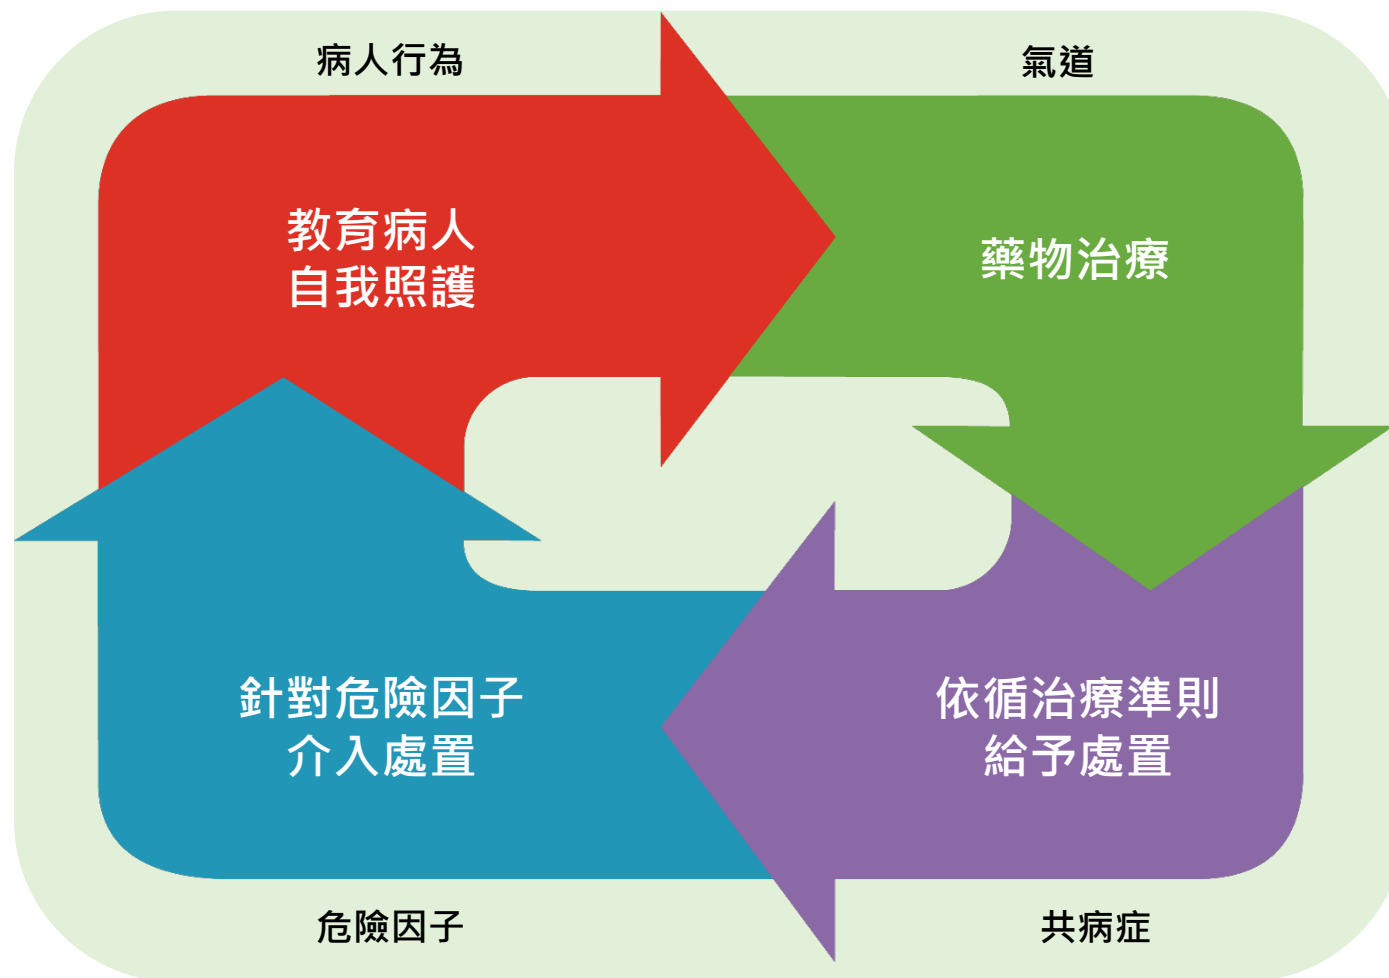 病人行為
氣道
教育病人
自我照護
藥物治療
針對危險因子
介入處置
依循治療準則
給予處置
危險因子
共病症